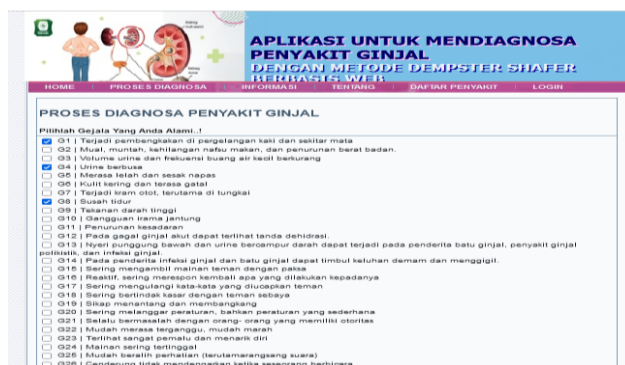 APLIKASI UNTUK MENDIAGNOSA
PENYAKIT GINJAL
DENGAN METODE DEMPSTER SHAFER
BERBASIS WEB
HOME PROSES DIAGNOSA INFORMASI TENTANG DAFTAR PENYAKIT LOGIN
PROSES DIAGNOSA PENYAKIT GINJAL
Pilihlah Gejala Yang Anda Alami..!
G1 | Terjadi pembengkakan di pergelangan kaki dan sekitar mata
G2 | Mual, muntah, kehilangan nafsu makan, dan penurunan berat badan.
G3 | Volume urine dan frekuensi buang air kecil berkurang
G4 | Urine berbusa
G5 | Merasa lelah dan sesak napas
G6 | Kulit kering dan terasa gatal
G7 | Terjadi kram otot, terutama di tungkai
G8 | Susah tidur
G9 | Tekanan darah tinggi
G10 | Gangguan irama jantung
G11 | Penurunan kesadaran
G12 | Pada gagal ginjal akut dapat terlihat tanda dehidrasi.
G13 | Nyeri punggung bawah dan urine bercampur darah dapat terjadi pada penderita batu ginjal, penyakit ginjal
polikistik, dan infeksi ginjal.
G14 | Pada penderita infeksi ginjal dan batu ginjal dapat timbul keluhan demam dan menggigil.
G15 | Sering mengambil mainan teman dengan paksa
G16 | Reaktif, sering merespon kembali apa yang dilakukan kepadanya
G17 | Sering mengulangi kata-kata yang diucapkan teman
G18 | Sering bertindak kasar dengan teman sebaya
G19 | Sikap menantang dan membangkang
G20 | Sering melanggar peraturan, bahkan peraturan yang sederhana
G21 | Selalu bermasalah dengan orang- orang yang memiliki otoritas
G22 | Mudah merasa terganggu, mudah marah
G23 | Terlihat sangat pemalu dan menarik diri
G24 | Mainan sering tertinggal
G25 | Mudah beralih perhatian (terutamarangsang suara)
G26 | Cenderung tidak mendengarkan ketika seseorang berbicara